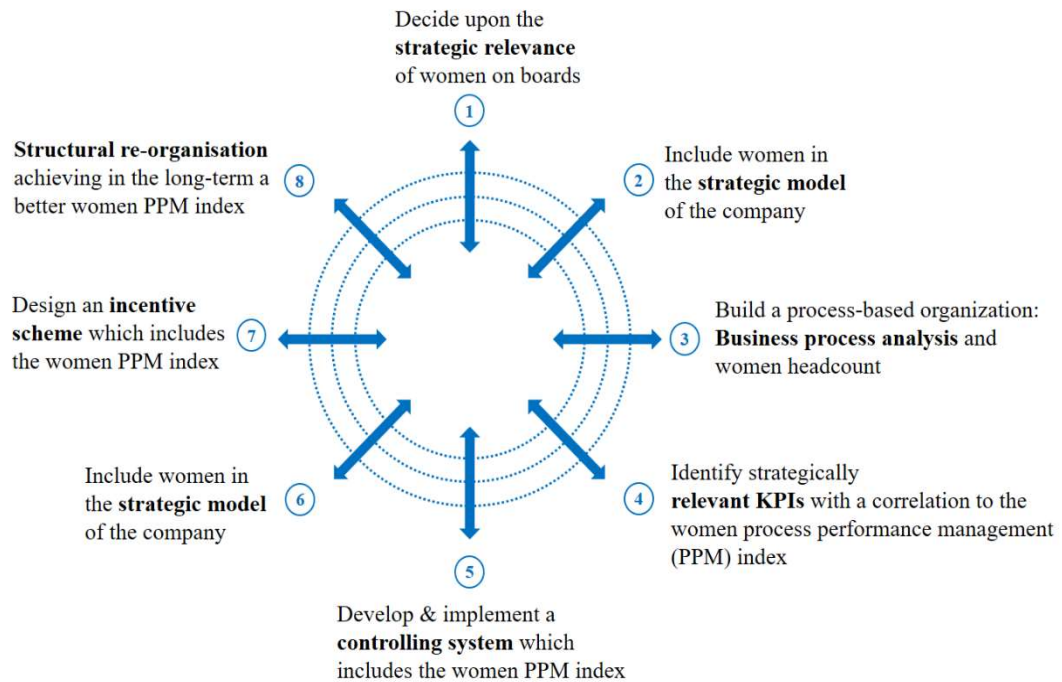 Decide upon the
strategic relevance
of women on boards
1
2
Include women in
the strategic model
of the company
3
Build a process-based organization:
Business process analysis and
women headcount
4
Identify strategically
relevant KPIs with a correlation to the
women process performance management
(PPM) index
5
Develop & implement a
controlling system which
includes the women PPM index
6
Include women in
the strategic model
of the company
7
Design an incentive
scheme which includes
the women PPM index
8
Structural re-organisation
achieving in the long-term a
better women PPM index